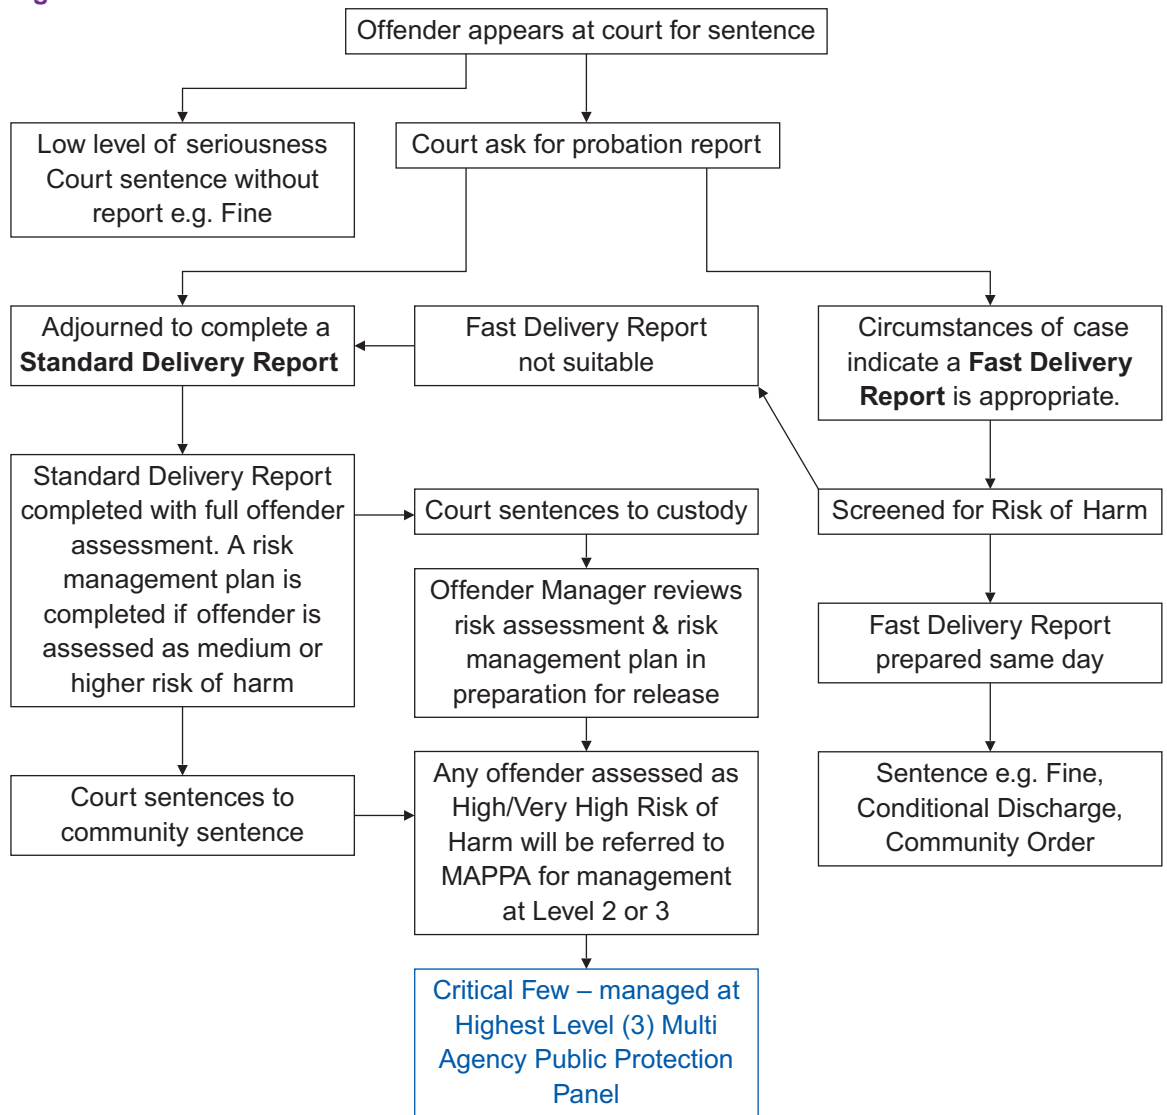 Offender appears at court for sentence
Low level of seriousness
Court sentence without
report e.g. Fine
Court ask for probation report
Adjourned to complete a
Standard Delivery Report
Fast Delivery Report
not suitable
Circumstances of case
indicate a Fast Delivery
Report is appropriate.
Standard Delivery Report
completed with full offender
assessment. A risk
management plan is
completed if offender is
assessed as medium or
higher risk of harm
Court sentences to custody
Screened for Risk of Harm
Offender Manager reviews
risk assessment & risk
management plan in
preparation for release
Fast Delivery Report
prepared same day
Court sentences to
community sentence
Any offender assessed as
High/Very High Risk of
Harm will be referred to
MAPPA for management
at Level 2 or 3
Sentence e.g. Fine,
Conditional Discharge,
Community Order
Critical Few – managed at
Highest Level (3) Multi
Agency Public Protection
Panel